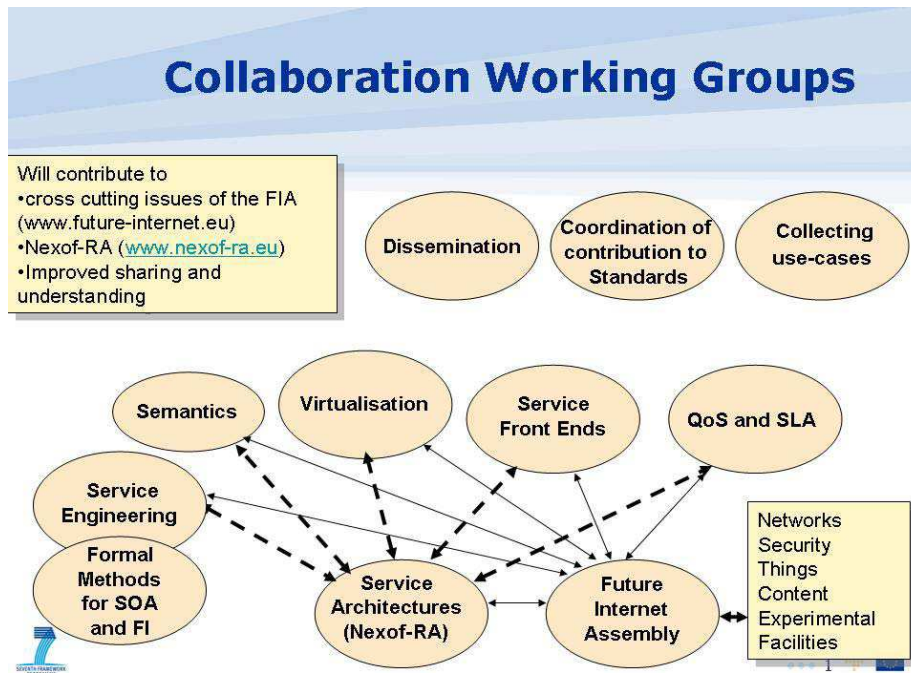 Collaboration Working Groups
Will contribute to
•cross cutting issues of the FIA
(www.future-internet.eu)
•Nexof-RA (www.nexof-ra.eu)
•Improved sharing and
understanding
Dissemination
Coordination of
contribution to
Standards
Collecting
use-cases
Semantics
Virtualisation
Service
Front Ends
QoS and SLA
Service
Engineering
Formal
Methods
for SOA
and FI
Service
Architectures
(Nexof-RA)
Future
Internet
Assembly
Networks
Security
Things
Content
Experimental
Facilities
7
SEVENTH FRAMEWORK
1